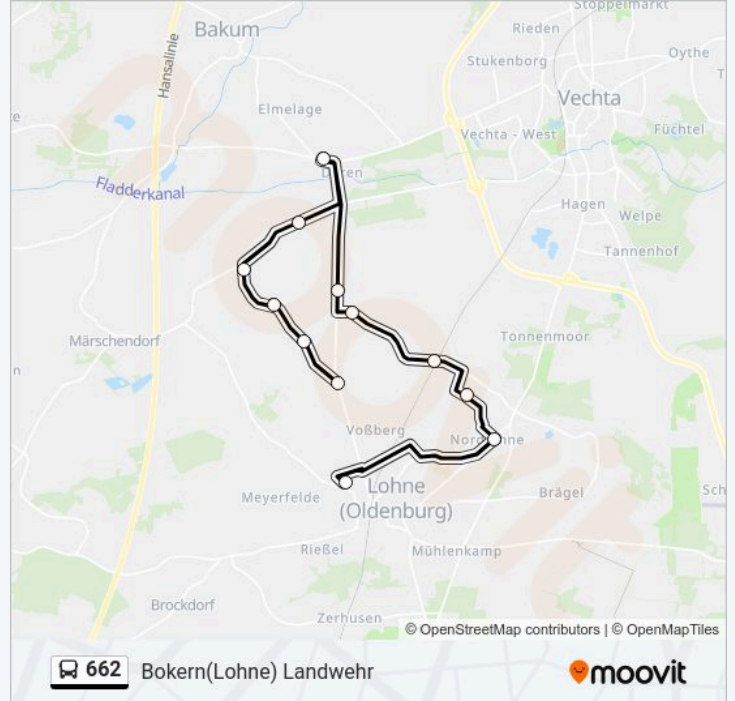 Stoppelmarkt
Bakum
Rieden
Hansalinie
Stukenborg
Oythe
Vechta
Elmelage
Vechta - West
Füchtel
Fladderkanal
Hagen
Welpe
Tannenhof
Märschendorf
Tonnenmoor
Voßberg
Lohne
(Oldenburg)
Meyerfelde
Brägel
Sch
Rießel
Mühlenkamp
Brockdorf
Zerhusen
© OpenStreetMap contributors | © OpenMapTiles
662 Bokern(Lohne) Landwehr
moovit